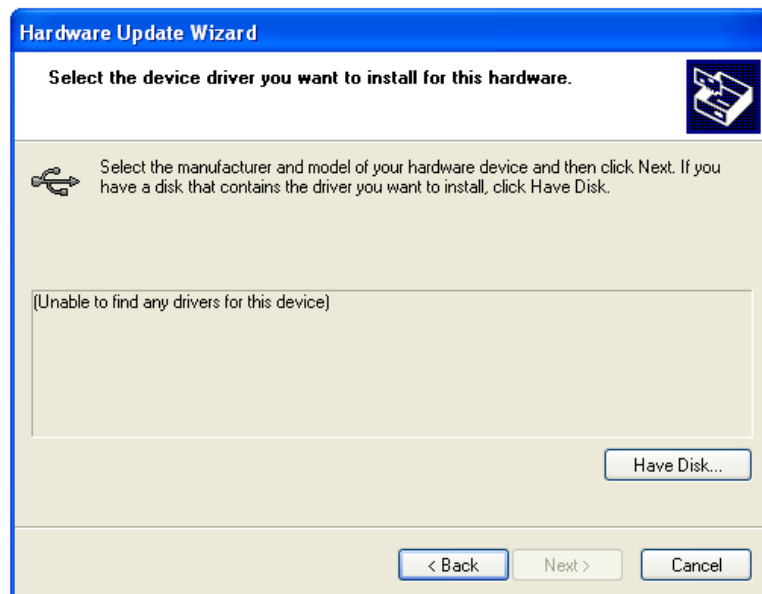 Hardware Update Wizard
Select the device driver you want to install for this hardware.
Select the manufacturer and model of your hardware device and then click Next. If you
have a disk that contains the driver you want to install, click Have Disk.
(Unable to find any drivers for this device)
Have Disk...
< Back Next > Cancel